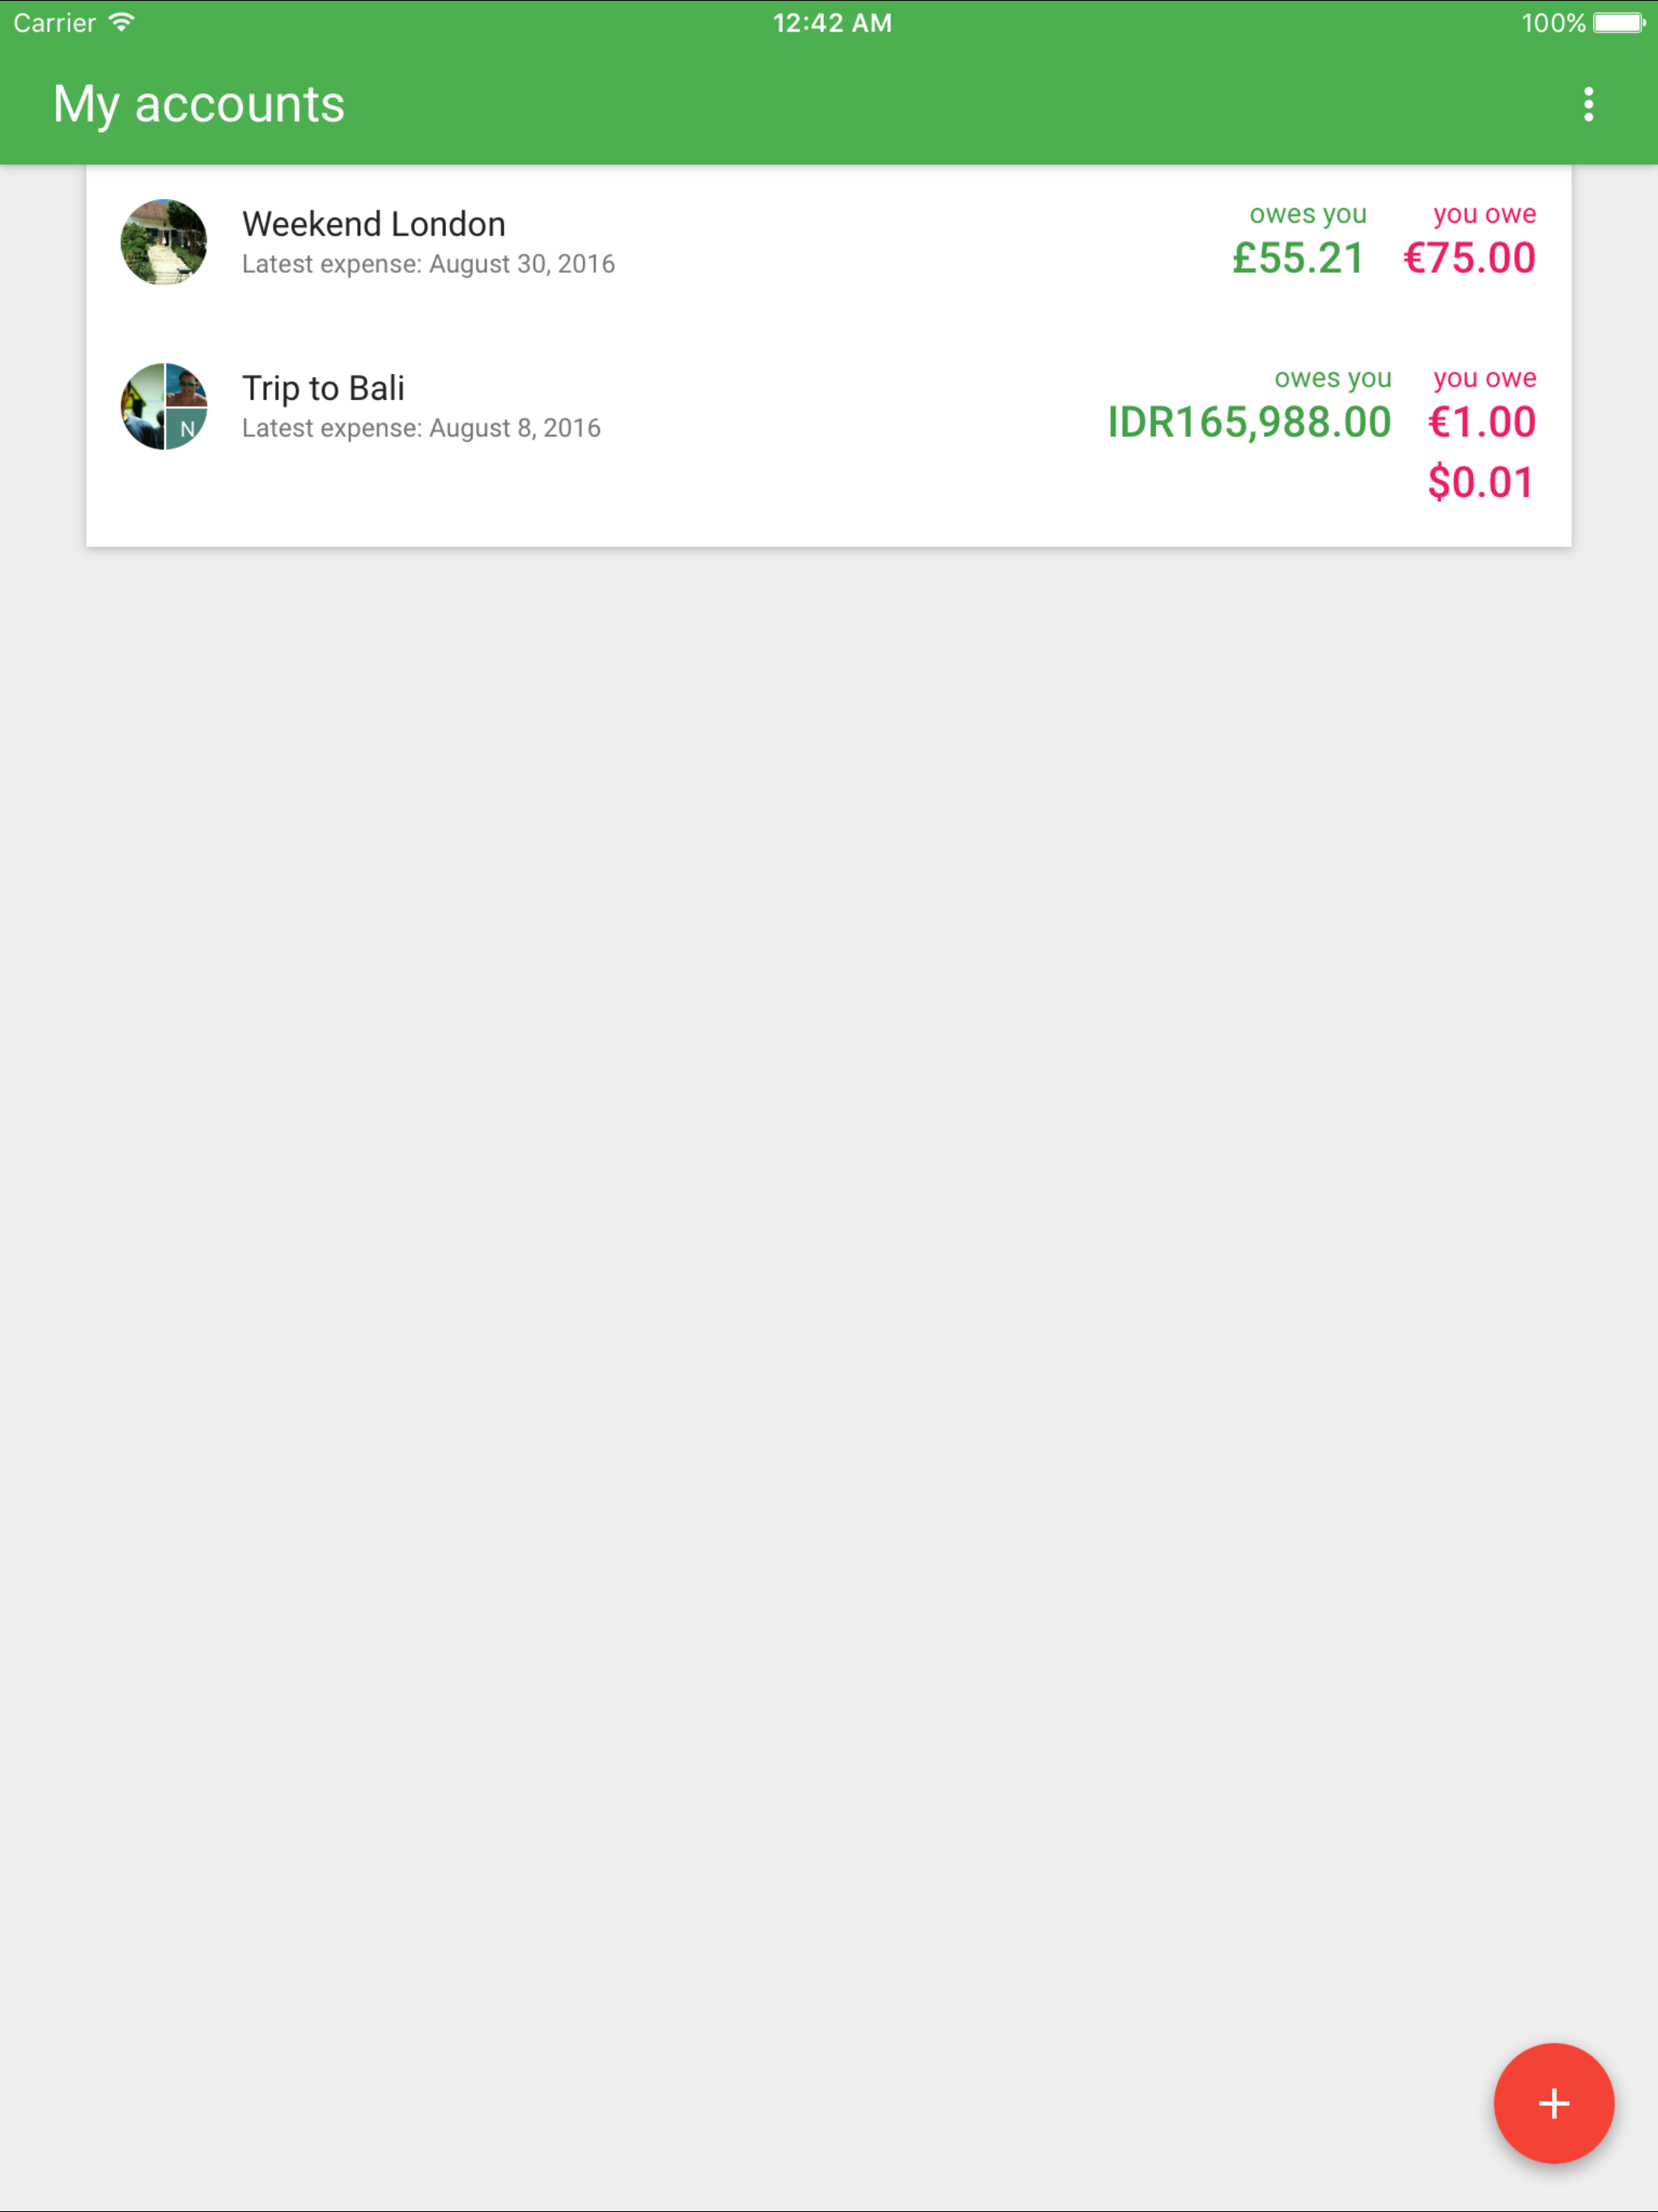 Carrier 12:42 AM 100%
My accounts
Weekend London
Latest expense: August 30, 2016
owes you you owe
£55.21 €75.00
Trip to Bali
Latest expense: August 8, 2016
N
owes you you owe
IDR165,988.00 €1.00
$0.01
+